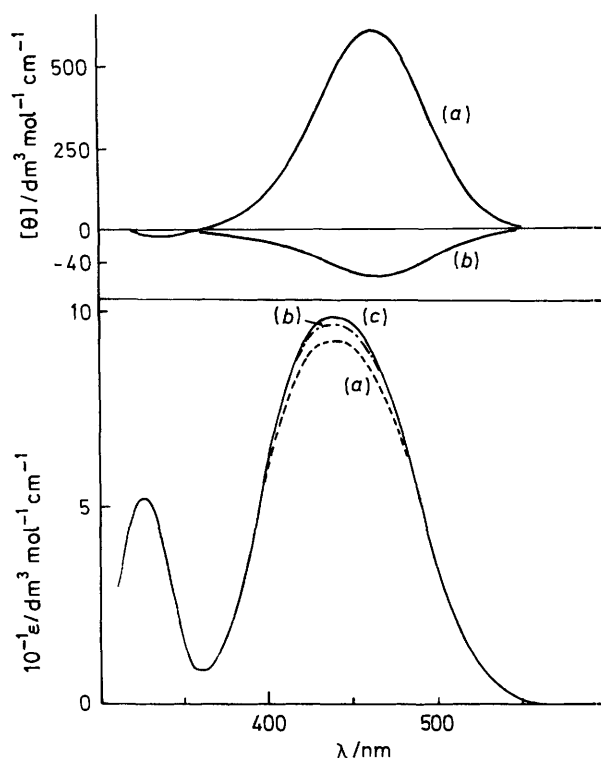 [θ]/dm³ mol⁻¹ cm⁻¹
500
250
0
-40
(a)
(b)
10⁻¹ε/dm³ mol⁻¹ cm⁻¹
10
5
0
(b)
(c)
(a)
400
500
λ/nm